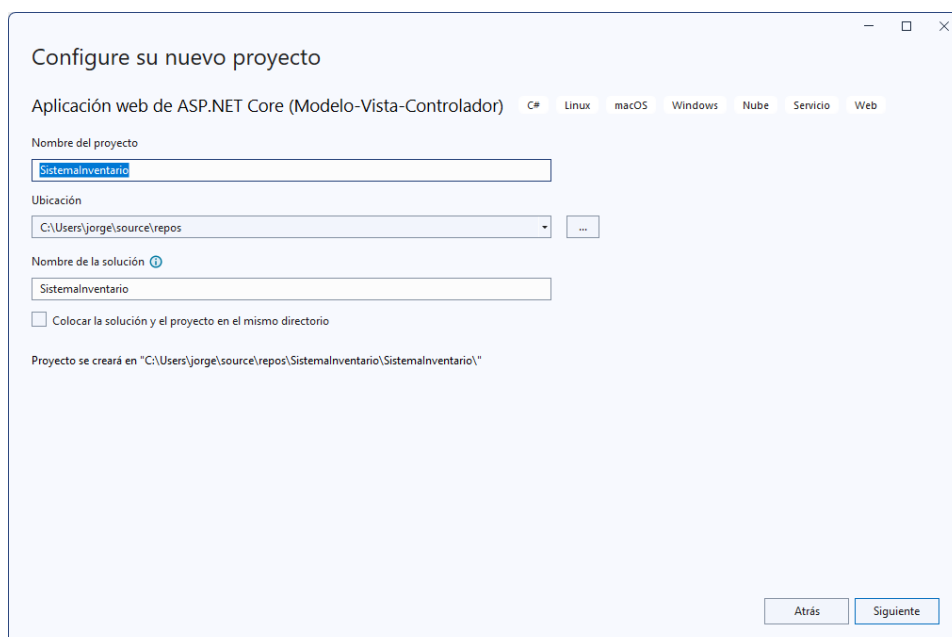 Configure su nuevo proyecto
Aplicación web de ASP.NET Core (Modelo-Vista-Controlador) C# Linux macOS Windows Nube Servicio Web
Nombre del proyecto
SistemaInventario
Ubicación
C:\Users\jorge\source\repos
...
Nombre de la solución
SistemaInventario
Colocar la solución y el proyecto en el mismo directorio
Proyecto se creará en "C:\Users\jorge\source\repos\SistemaInventario\SistemaInventario\"
Atrás Siguiente